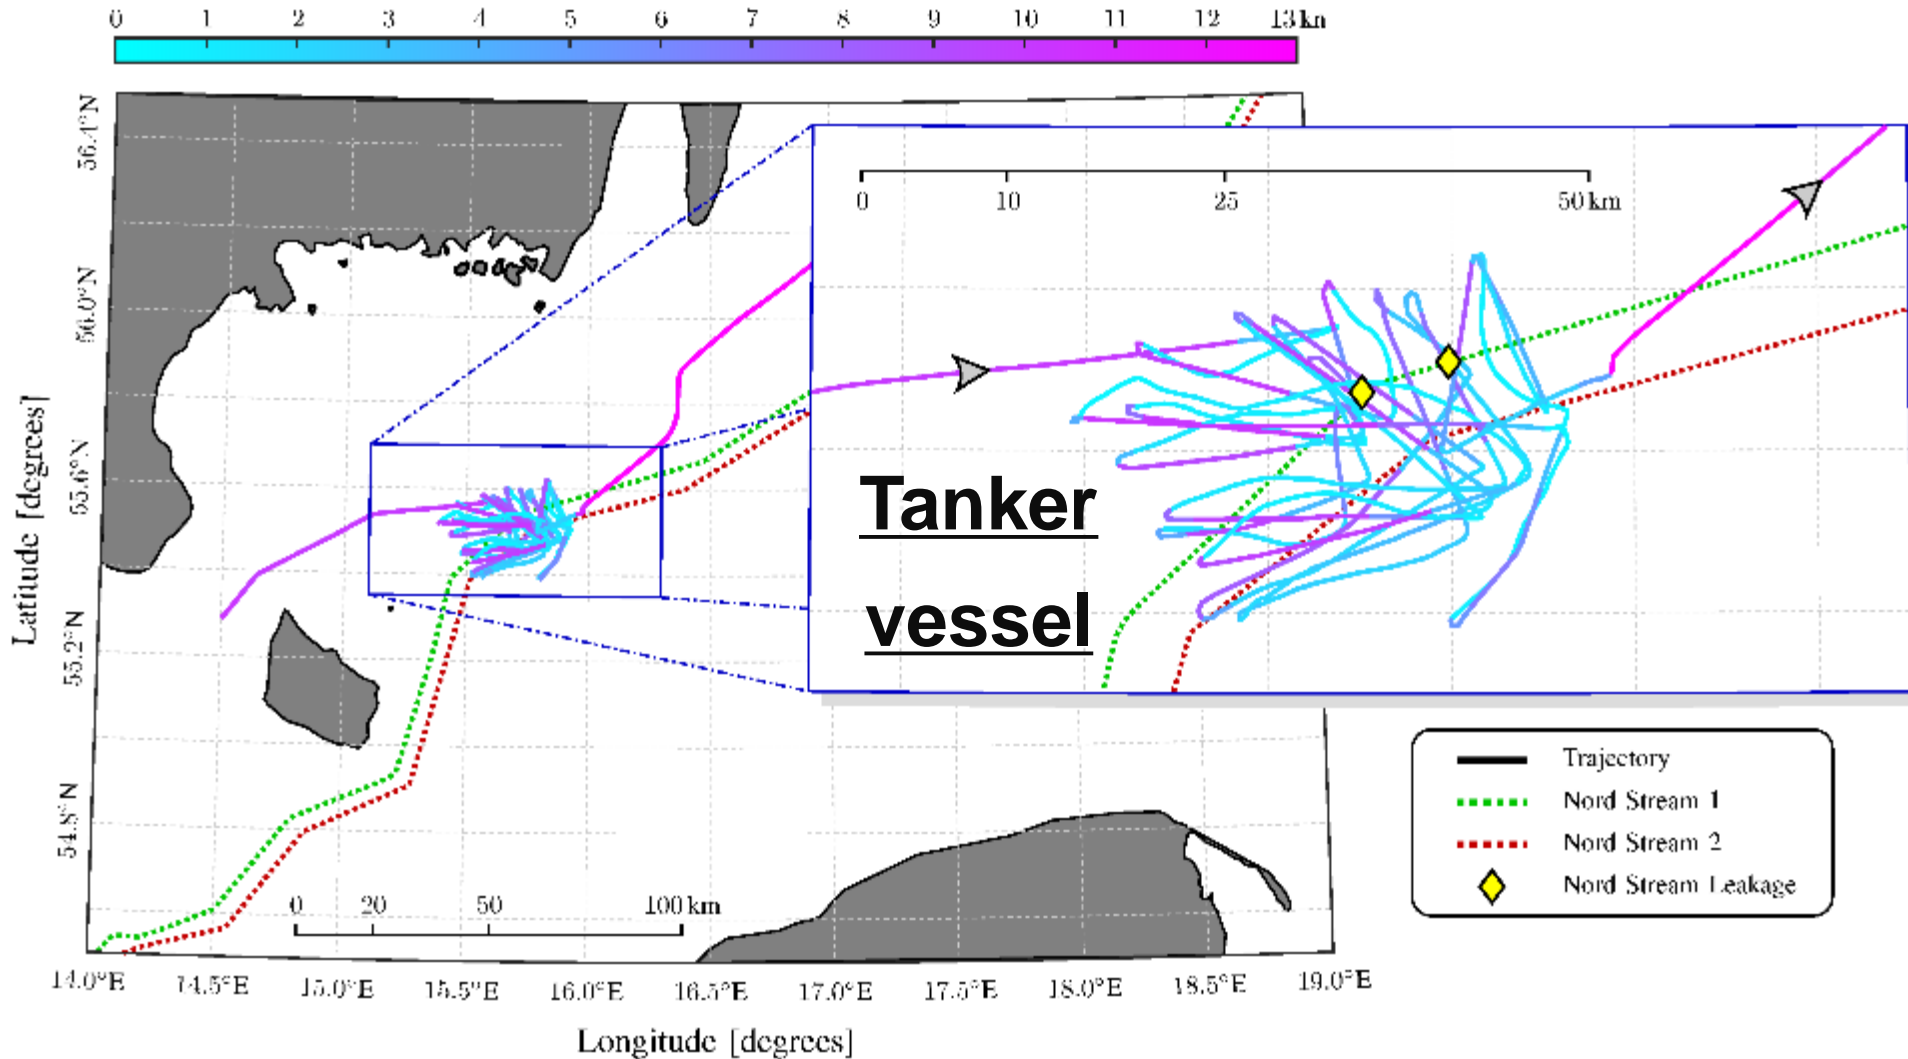 0 1 2 3 4 5 6 7 8 9 10 11 12 13 kn
56.4°N
56.0°N
55.6°N
55.2°N
54.8°N
Latitude [degrees]
0 10 25 50 km
Tanker
vessel
Trajectory
Nord Stream 1
Nord Stream 2
Nord Stream Leakage
0 20 50 100 km
14.0°E 14.5°E 15.0°E 15.5°E 16.0°E 16.5°E 17.0°E 17.5°E 18.0°E 18.5°E 19.0°E
Longitude [degrees]